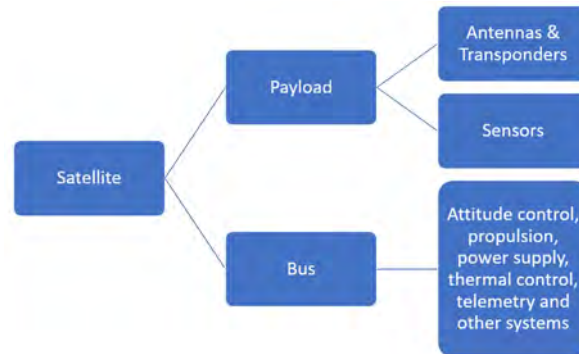 Satellite
Payload
Antennas &
Transponders
Sensors
Bus
Attitude control,
propulsion,
power supply,
thermal control,
telemetry and
other systems